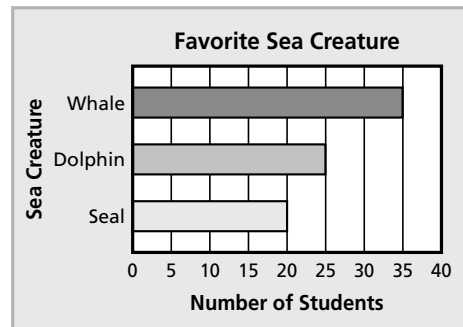 Favorite Sea Creature
Sea Creature
Whale
Dolphin
Seal
0 5 10 15 20 25 30 35 40
Number of Students